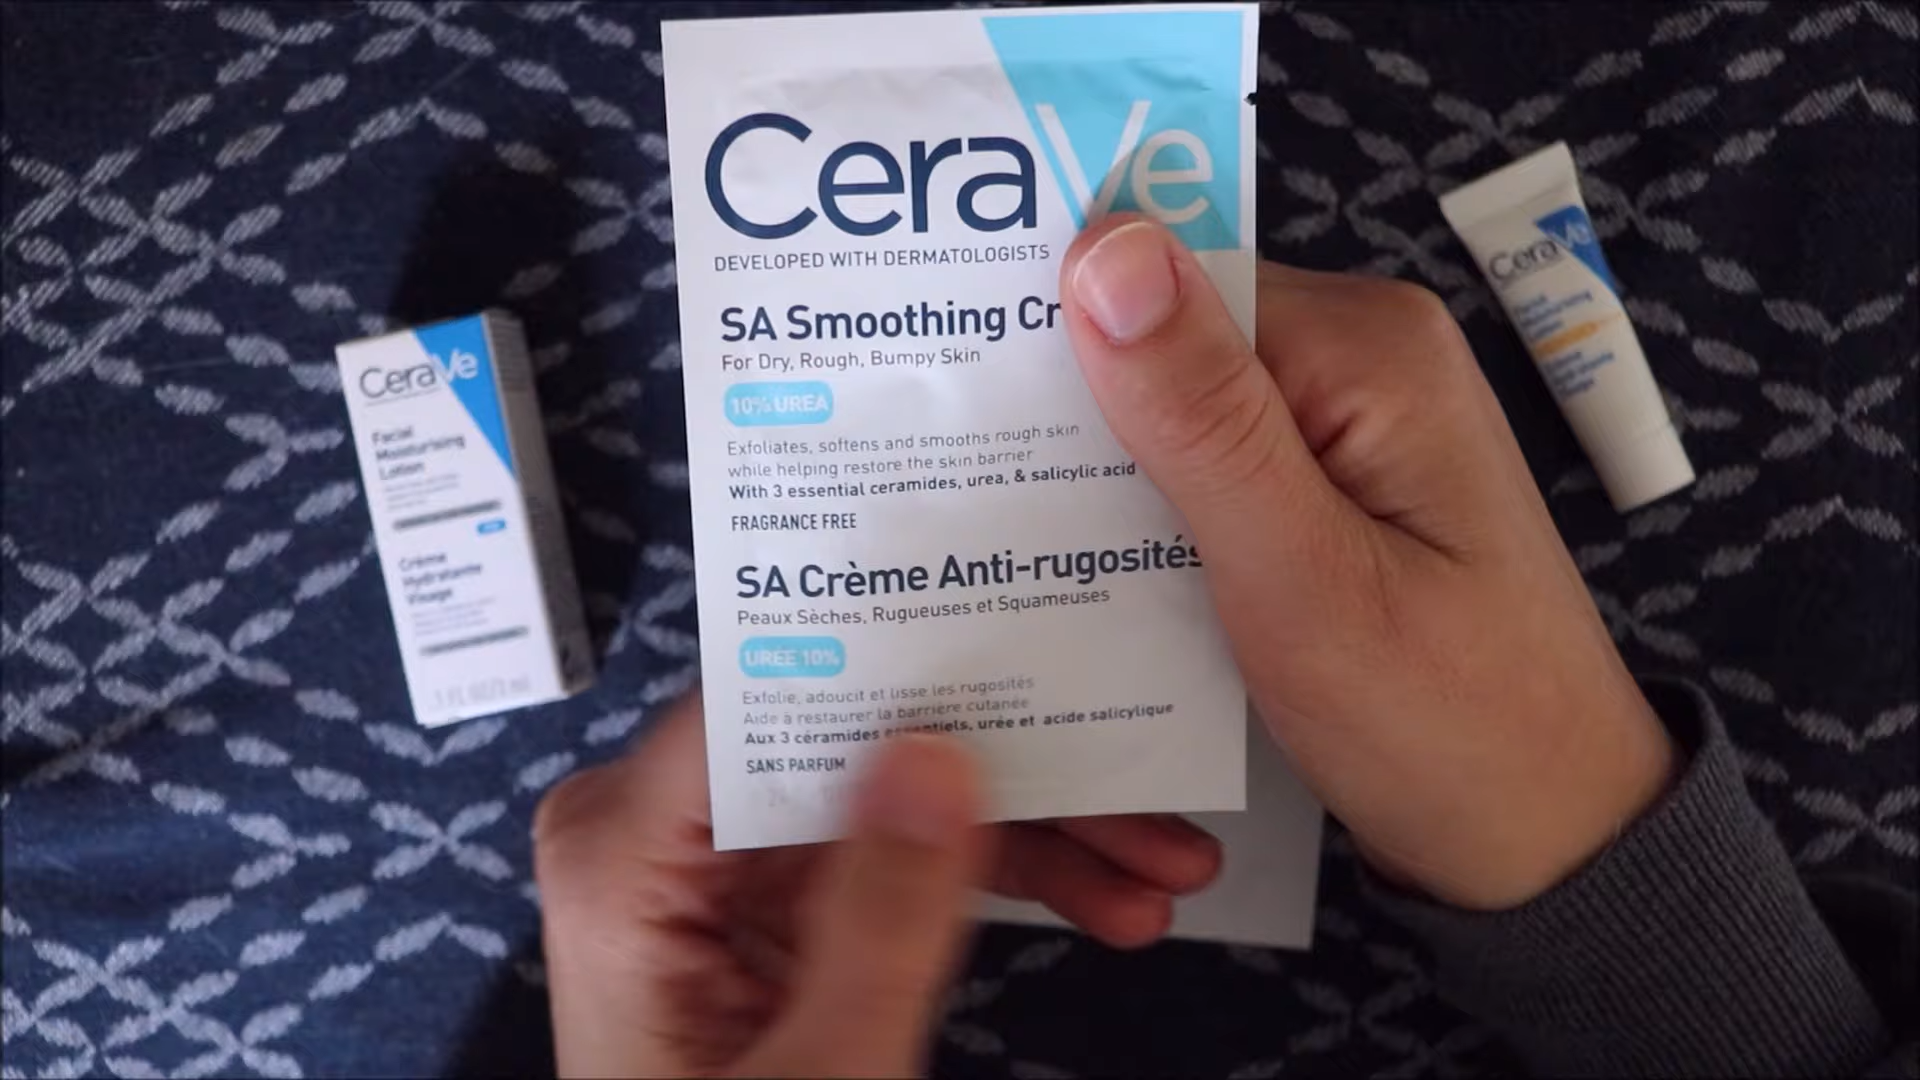 CeraVe
DEVELOPED WITH DERMATOLOGISTS
SA Smoothing Cr
For Dry, Rough, Bumpy Skin
10% UREA
Exfoliates, softens and smooths rough skin
while helping restore the skin barrier
With 3 essential ceramides, urea, & salicylic acid
FRAGRANCE FREE
SA Crème Anti-rugosités
Peaux Sèches, Rugueuses et Squameuses
URÉE 10%
Exfolie, adoucit et lisse les rugosités
Aide à restaurer la barrière cutanée
Aux 3 céramides essentiels, urée et acide salicylique
SANS PARFUM
CeraVe
Facial
Moisturising
Lotion
Crème
Hydratante
Visage
CeraVe